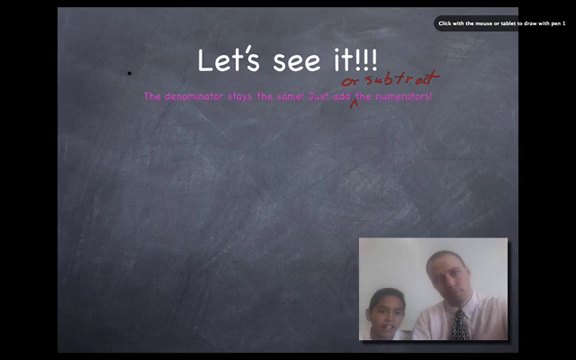 Click with the mouse or tablet to draw with pen 1
Let's see it!!!
or subtract
The denominator stays the same! Just add ^ the numerators!